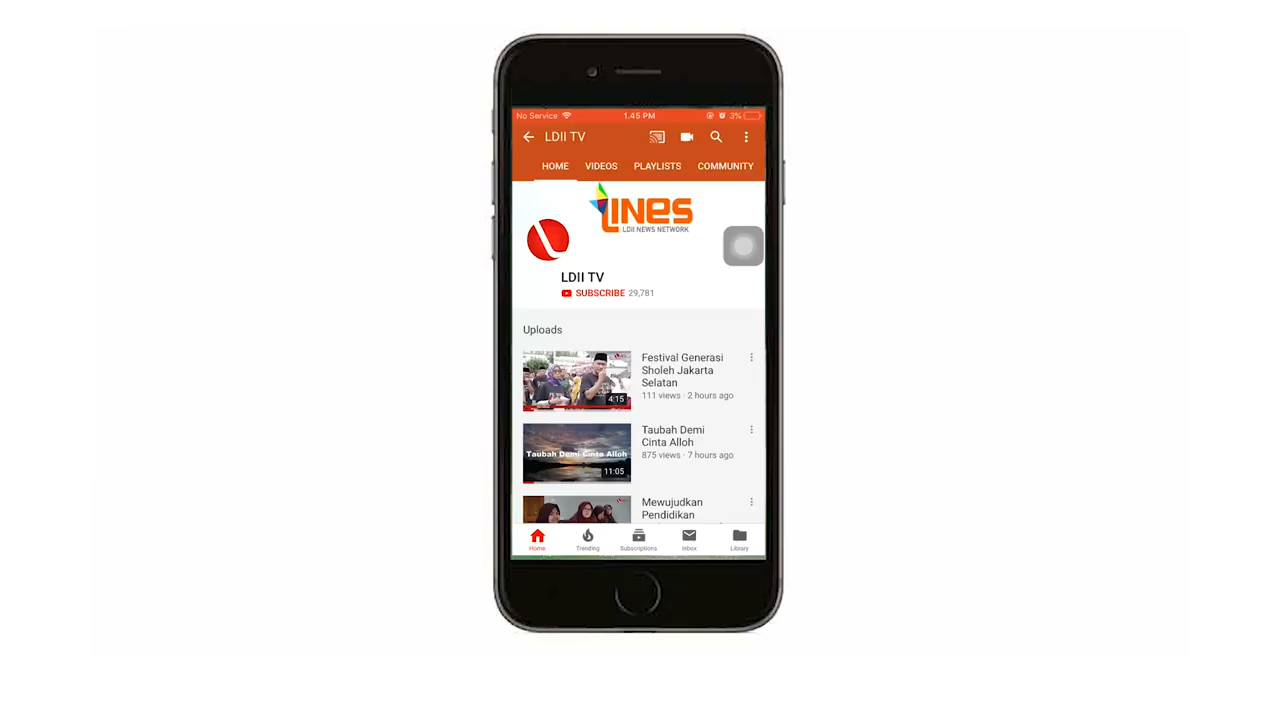 No Service 1.45 PM 3%
LDII TV
HOME VIDEOS PLAYLISTS COMMUNITY
LINES
LDII NEWS NETWORK
LDII TV
SUBSCRIBE 29,781
Uploads
4:15
Festival Generasi
Sholeh Jakarta
Selatan
111 views · 2 hours ago
Taubah Demi Cinta Alloh
11:05
Taubah Demi
Cinta Alloh
875 views · 7 hours ago
Mewujudkan
Pendidikan
Home Trending Subscriptions Inbox Library